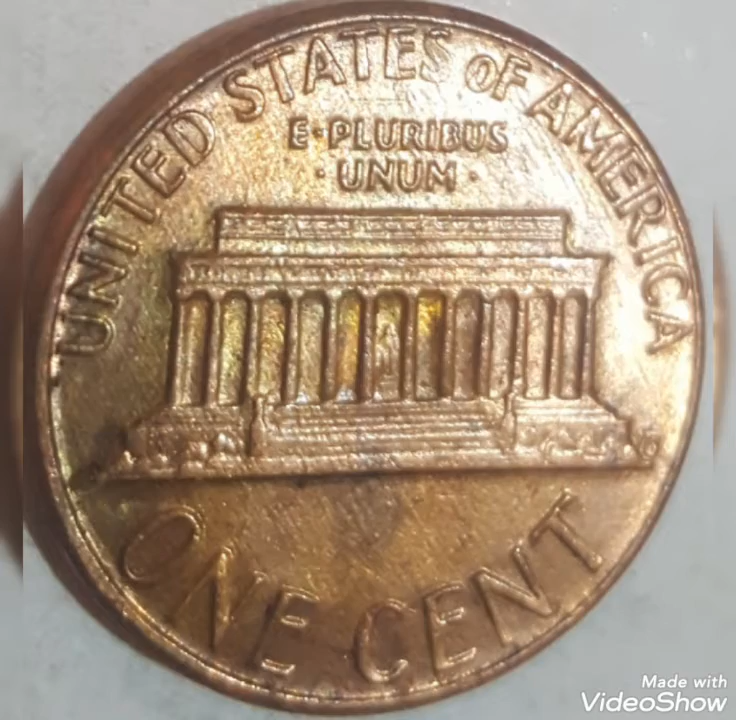 UNITED STATES OF AMERICA
E·PLURIBUS
·UNUM·
ONE CENT
Made with
VideoShow